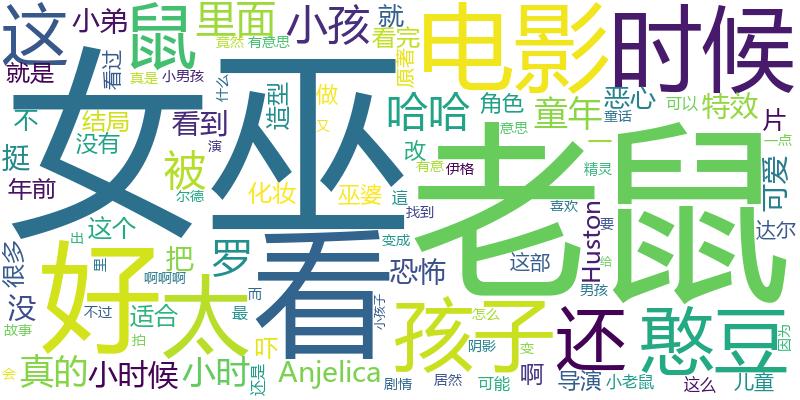 这
小弟
鼠
里面
小孩
就
看完
电影
时候
就是
看过
竟然
有意思
真是
小男孩
原著
什么
女巫
老鼠
看
不
结局
看到
造型
做
又
哈哈
角色
童年
恶心
童话
可以
特效
片
挺
没有
被
演
改
意思
一
一点
年前
尔德
化妆
巫婆
這
有意
伊格
精灵
可爱
这个
罗
找到
喜欢
Huston
要
达尔
很多
出
里
把
变成
恐怖
这部
男孩
给
好
太
啊啊啊
而
没
不过
适合
最
小孩子
孩子
怎么
还
憨豆
因为
故事
拍
吓
阴影
变
会
真的
小时候
小时
还是
Anjelica
剧情
居然
可能
啊
导演
小老鼠
这么
儿童